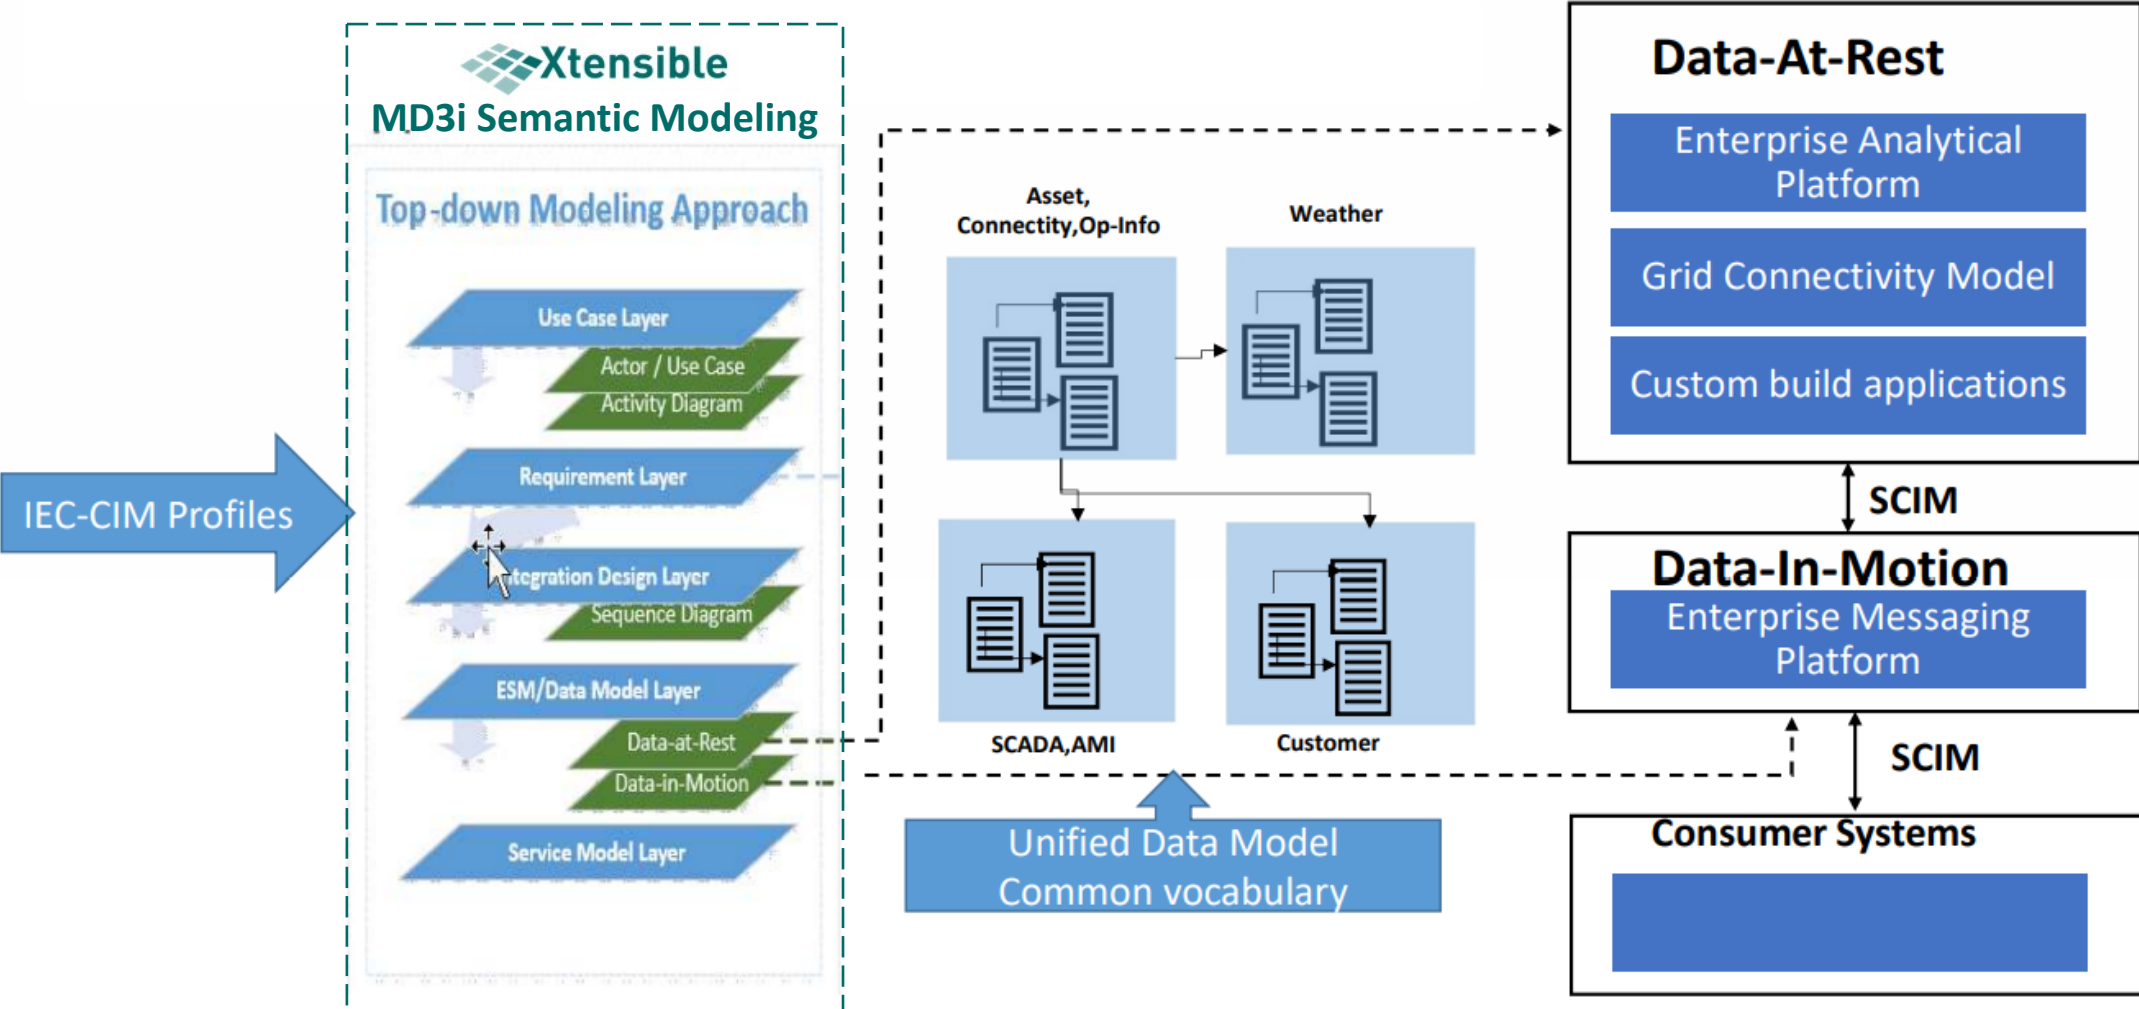 Xtensible
MD3i Semantic Modeling
Top-down Modeling Approach
Use Case Layer
Actor / Use Case
Activity Diagram
Requirement Layer
ntegration Design Layer
Sequence Diagram
ESM/Data Model Layer
Data-at-Rest
Data-in-Motion
Service Model Layer
IEC-CIM Profiles
Asset,
Connectity,Op-Info
Weather
SCADA,AMI
Customer
Unified Data Model
Common vocabulary
Data-At-Rest
Enterprise Analytical
Platform
Grid Connectivity Model
Custom build applications
SCIM
Data-In-Motion
Enterprise Messaging
Platform
SCIM
Consumer Systems